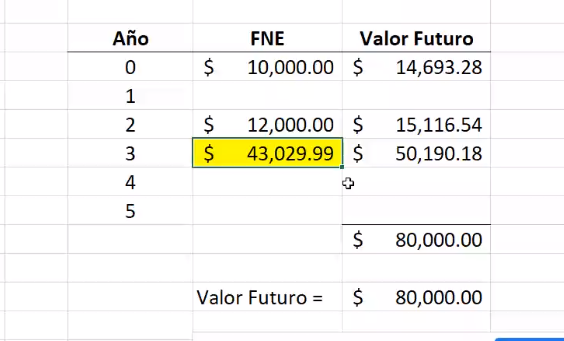 Año FNE Valor Futuro
0 $ 10,000.00 $ 14,693.28
1
2 $ 12,000.00 $ 15,116.54
3 $ 43,029.99 $ 50,190.18
4
5
$ 80,000.00
Valor Futuro = $ 80,000.00